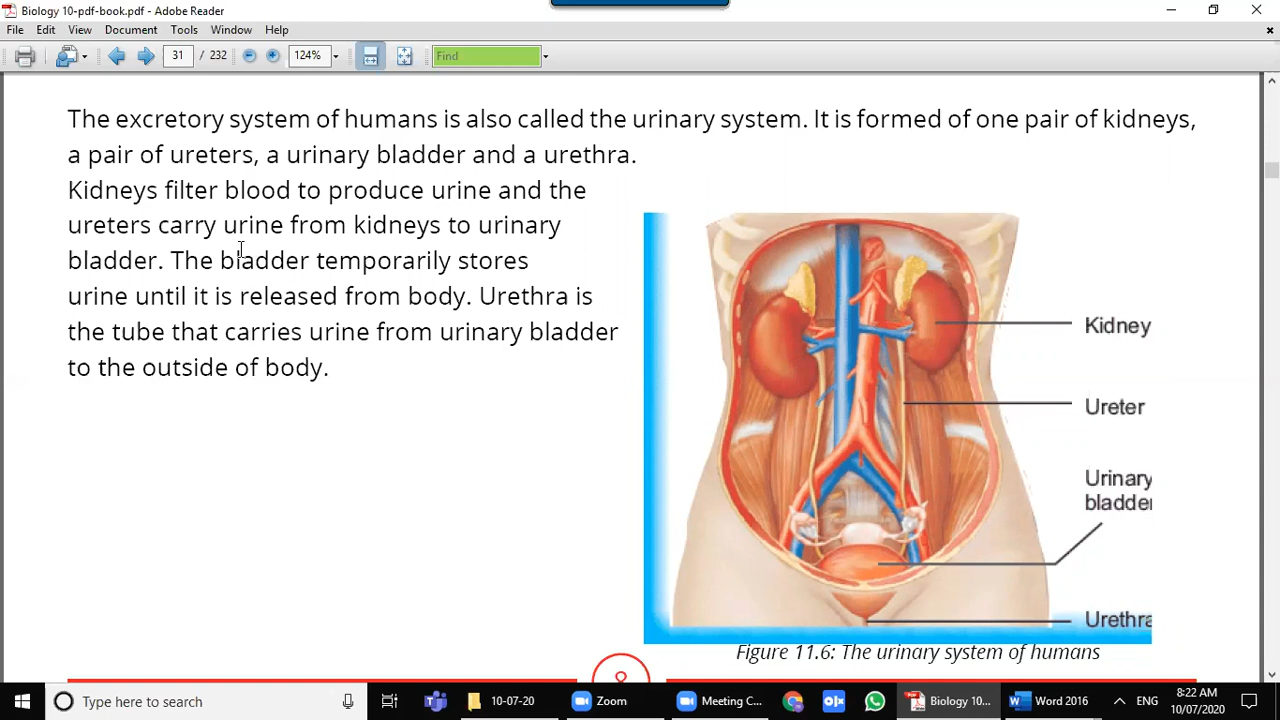 Biology 10-pdf-book.pdf - Adobe Reader
File Edit View Document Tools Window Help
31 / 232 124% Find
The excretory system of humans is also called the urinary system. It is formed of one pair of kidneys,
a pair of ureters, a urinary bladder and a urethra.
Kidneys filter blood to produce urine and the
ureters carry urine from kidneys to urinary
bladder. The bladder temporarily stores
urine until it is released from body. Urethra is
the tube that carries urine from urinary bladder
to the outside of body.
Kidney
Ureter
Urinary
bladder
Urethra
Figure 11.6: The urinary system of humans
Type here to search
10-07-20
Zoom
Meeting C...
Biology 10...
Word 2016
ENG
8:22 AM
10/07/2020